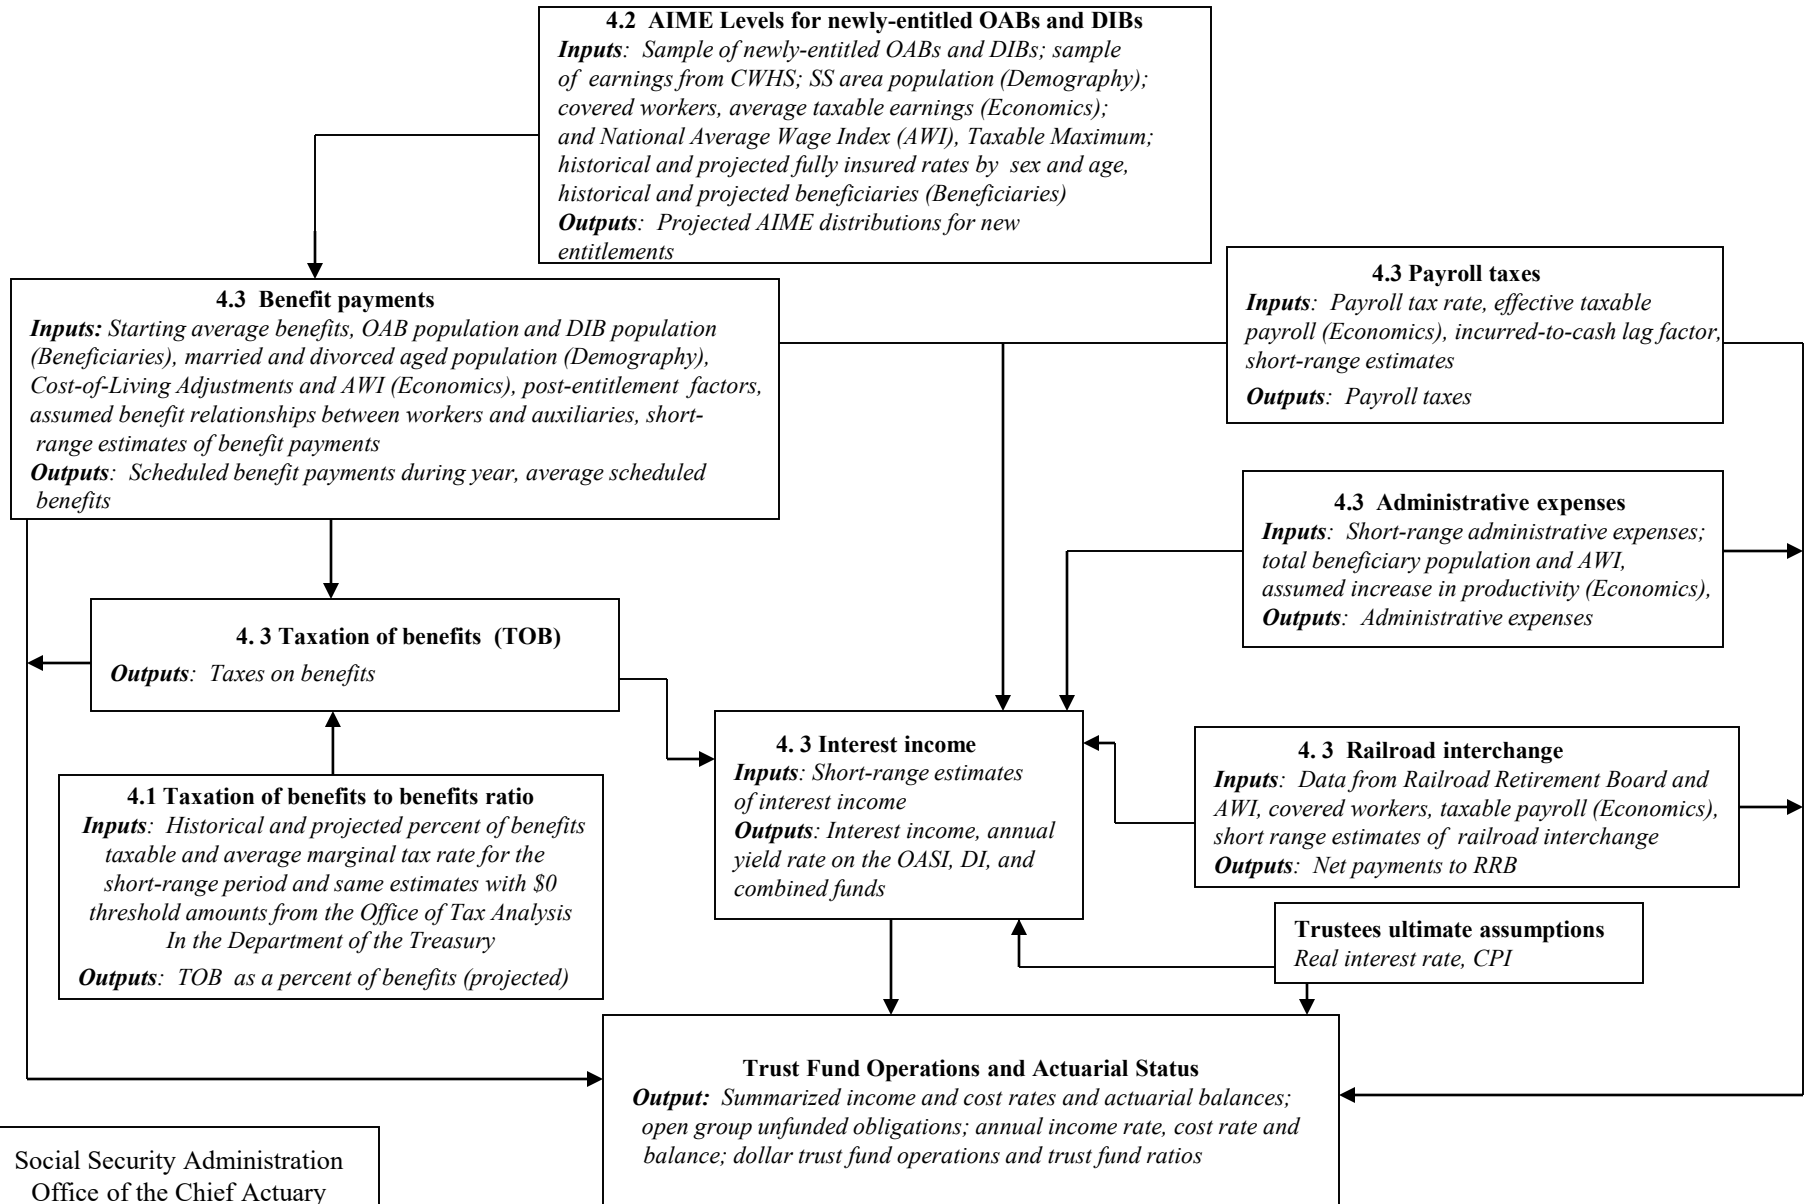 4.2 AIME Levels for newly-entitled OABs and DIBs
Inputs: Sample of newly-entitled OABs and DIBs; sample
of earnings from CWHS; SS area population (Demography);
covered workers, average taxable earnings (Economics);
and National Average Wage Index (AWI), Taxable Maximum;
historical and projected fully insured rates by sex and age,
historical and projected beneficiaries (Beneficiaries)
Outputs: Projected AIME distributions for new
entitlements
4.3 Benefit payments
Inputs: Starting average benefits, OAB population and DIB population
(Beneficiaries), married and divorced aged population (Demography),
Cost-of-Living Adjustments and AWI (Economics), post-entitlement factors,
assumed benefit relationships between workers and auxiliaries, short-
range estimates of benefit payments
Outputs: Scheduled benefit payments during year, average scheduled
benefits
4.3 Payroll taxes
Inputs: Payroll tax rate, effective taxable
payroll (Economics), incurred-to-cash lag factor,
short-range estimates
Outputs: Payroll taxes
4.3 Administrative expenses
Inputs: Short-range administrative expenses;
total beneficiary population and AWI,
assumed increase in productivity (Economics),
Outputs: Administrative expenses
4. 3 Taxation of benefits (TOB)
Outputs: Taxes on benefits
4. 3 Interest income
Inputs: Short-range estimates
of interest income
Outputs: Interest income, annual
yield rate on the OASI, DI, and
combined funds
4. 3 Railroad interchange
Inputs: Data from Railroad Retirement Board and
AWI, covered workers, taxable payroll (Economics),
short range estimates of railroad interchange
Outputs: Net payments to RRB
4.1 Taxation of benefits to benefits ratio
Inputs: Historical and projected percent of benefits
taxable and average marginal tax rate for the
short-range period and same estimates with $0
threshold amounts from the Office of Tax Analysis
In the Department of the Treasury
Outputs: TOB as a percent of benefits (projected)
Trustees ultimate assumptions
Real interest rate, CPI
Trust Fund Operations and Actuarial Status
Output: Summarized income and cost rates and actuarial balances;
open group unfunded obligations; annual income rate, cost rate and
balance; dollar trust fund operations and trust fund ratios
Social Security Administration
Office of the Chief Actuary